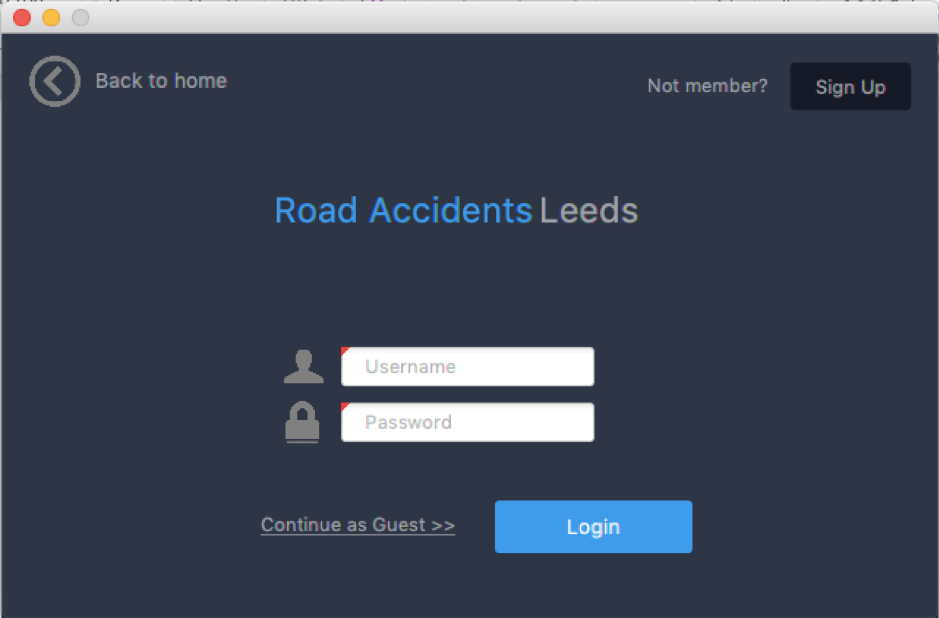 Back to home
Not member?
Sign Up
Road Accidents Leeds
Username
Password
Continue as Guest >>
Login